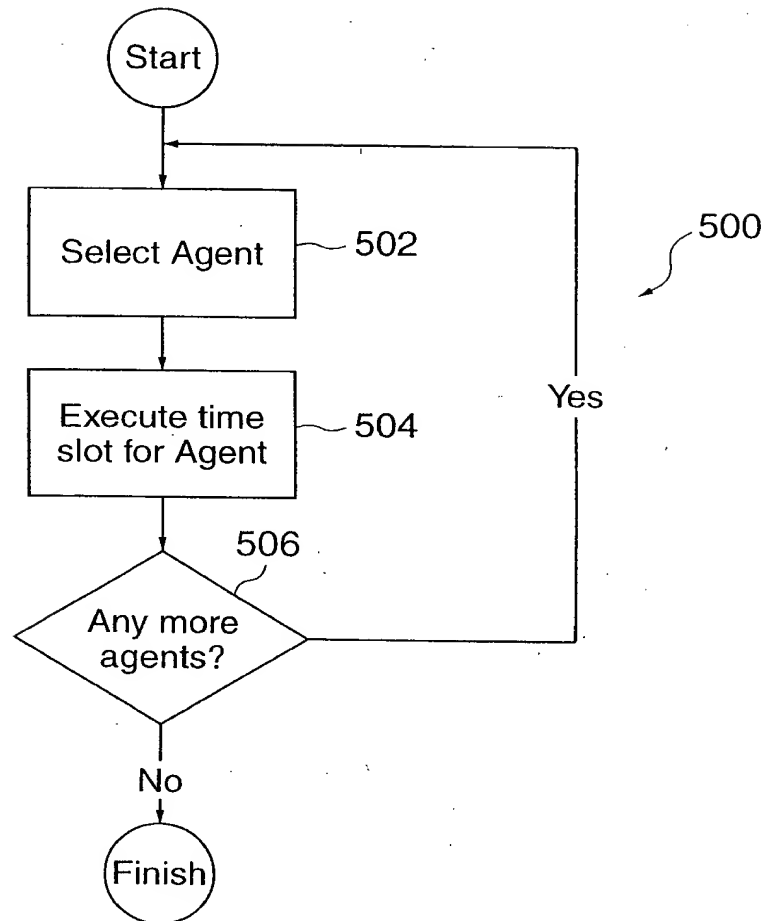 Start
Select Agent
502
500
Yes
Execute time
slot for Agent
504
506
Any more
agents?
No
Finish